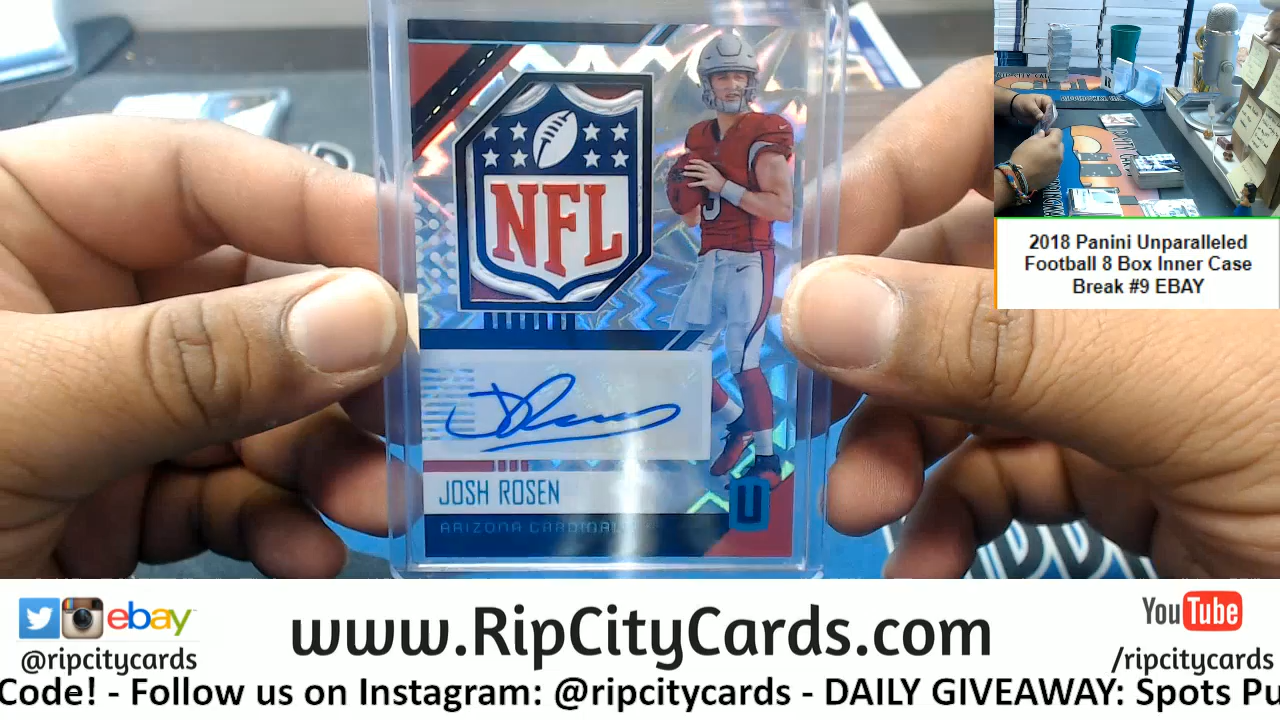 NFL
JOSH ROSEN
ARIZONA CARDINALS
U
2018 Panini Unparalleled
Football 8 Box Inner Case
Break #9 EBAY
ebay
@ripcitycards
www.RipCityCards.com
YouTube
/ripcitycards
Code! - Follow us on Instagram: @ripcitycards - DAILY GIVEAWAY: Spots Pu